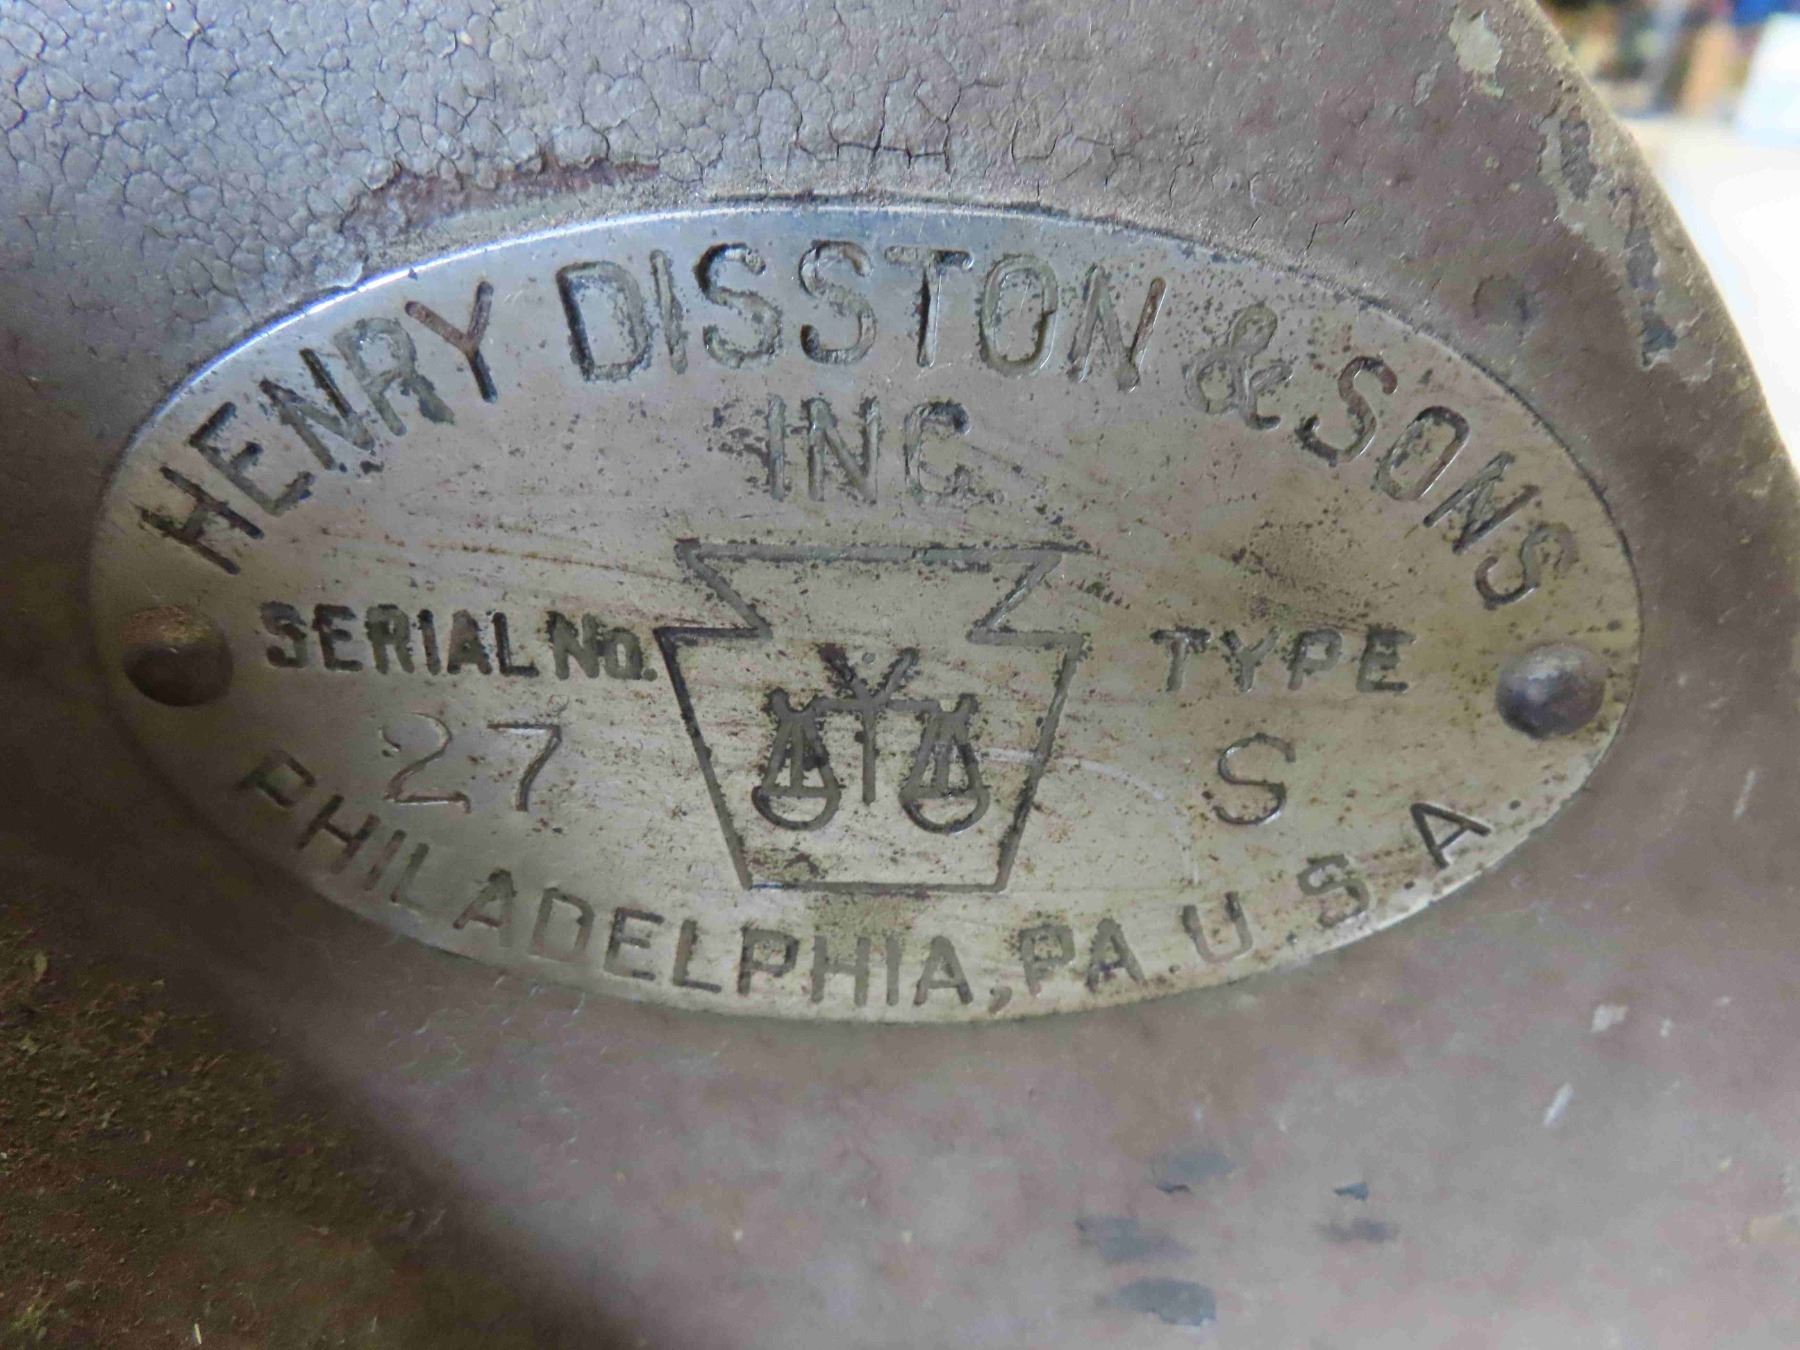 HENRY DISSTON & SONS
INC.
SERIAL No.
27
TYPE
S
PHILADELPHIA, PA. U.S.A.